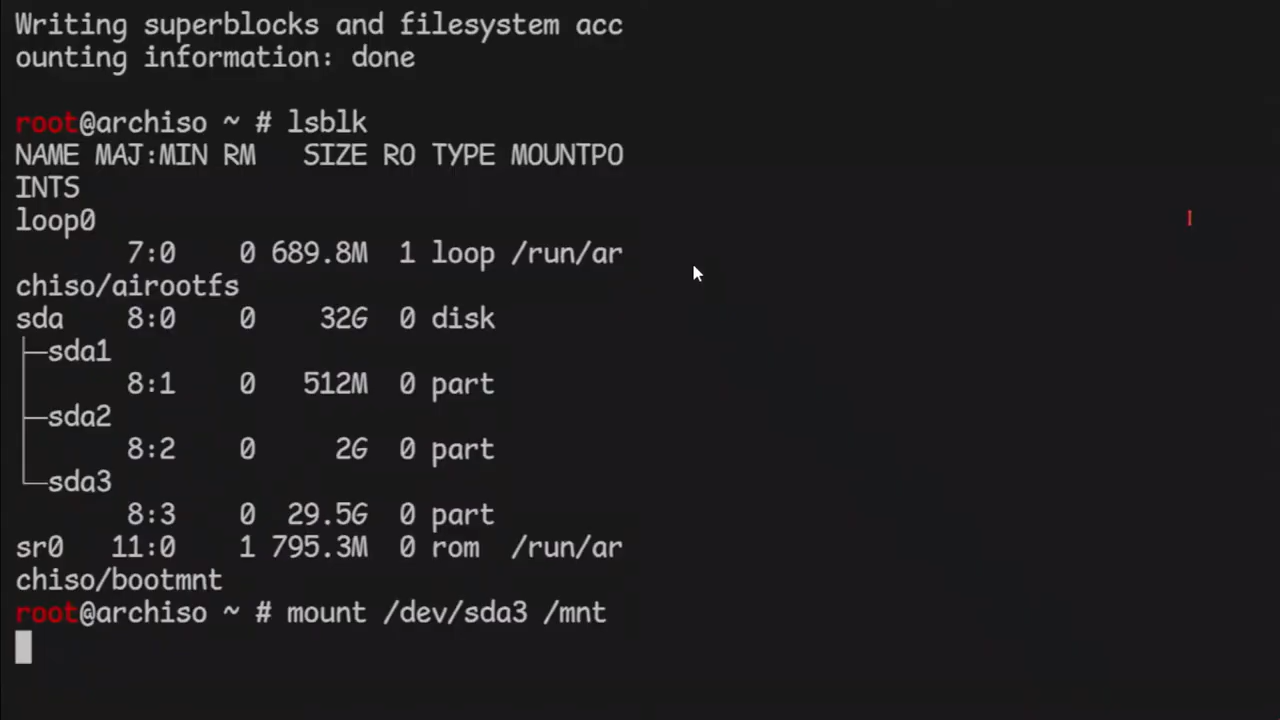 Writing superblocks and filesystem acc
ounting information: done
root@archiso ~ # lsblk
NAME MAJ:MIN RM   SIZE RO TYPE MOUNTPO
INTS
loop0
       7:0    0 689.8M  1 loop /run/ar
chiso/airootfs
sda    8:0    0    32G  0 disk
├─sda1
│      8:1    0   512M  0 part
├─sda2
│      8:2    0     2G  0 part
└─sda3
       8:3    0  29.5G  0 part
sr0   11:0    1 795.3M  0 rom  /run/ar
chiso/bootmnt
root@archiso ~ # mount /dev/sda3 /mnt